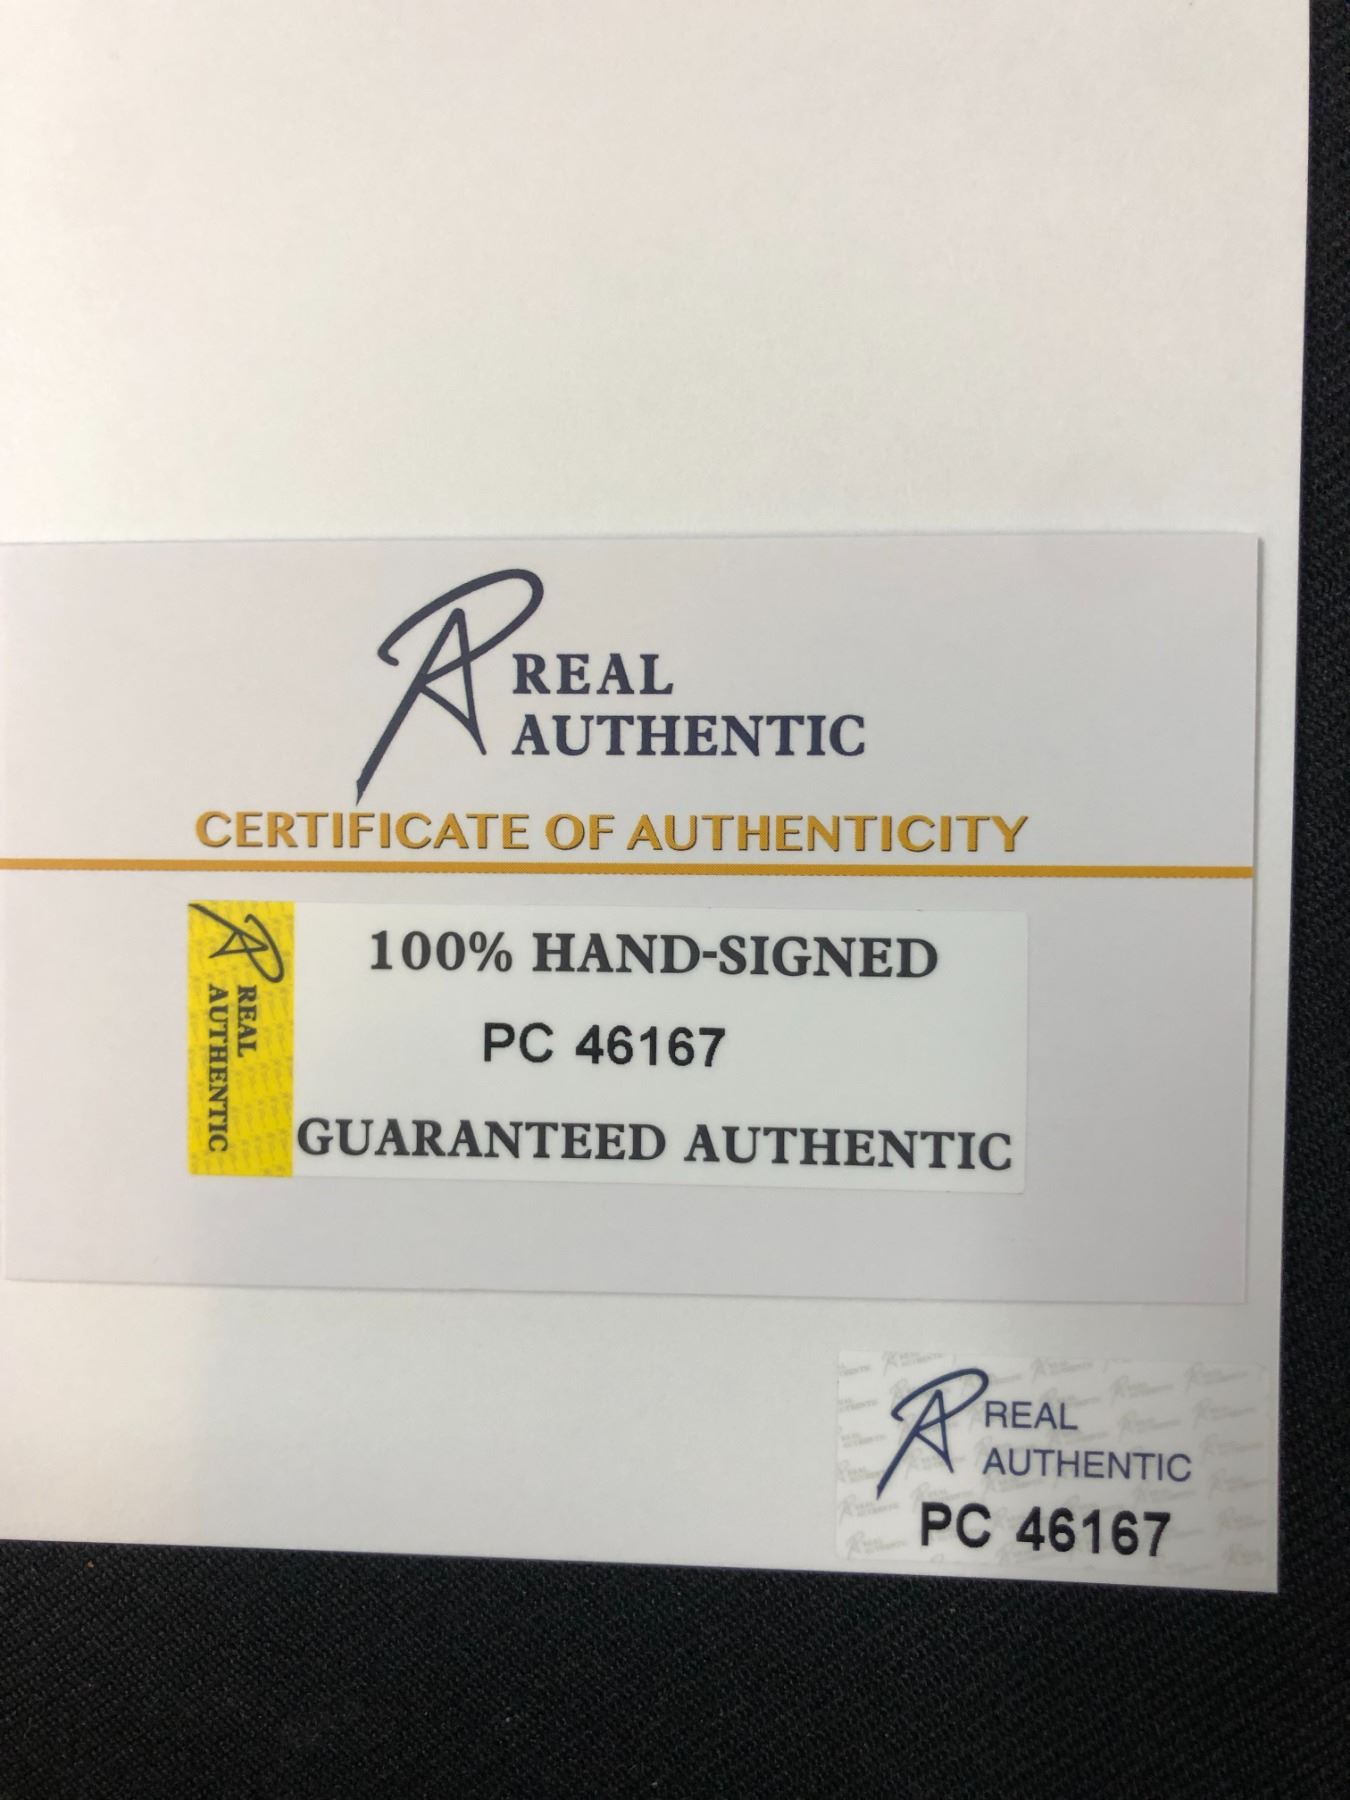 REAL
AUTHENTIC
CERTIFICATE OF AUTHENTICITY
REAL
AUTHENTIC
100% HAND-SIGNED
PC 46167
GUARANTEED AUTHENTIC
REAL
AUTHENTIC
PC 46167